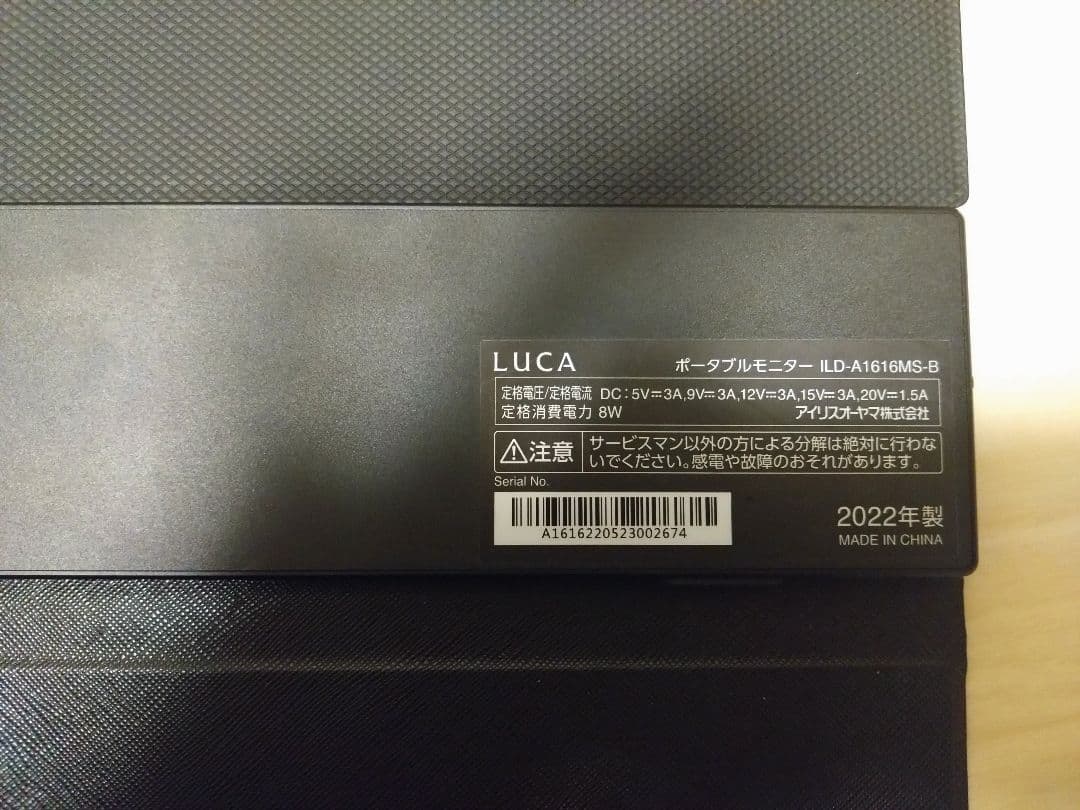 LUCA
ポータブルモニター ILD-A1616MS-B
定格電圧/定格電流 DC：5V⎓3A,9V⎓3A,12V⎓3A,15V⎓3A,20V⎓1.5A
定格消費電力 8W
アイリスオーヤマ株式会社
⚠注意
サービスマン以外の方による分解は絶対に行わな
いでください。感電や故障のおそれがあります。
Serial No.
A1616220523002674
2022年製
MADE IN CHINA